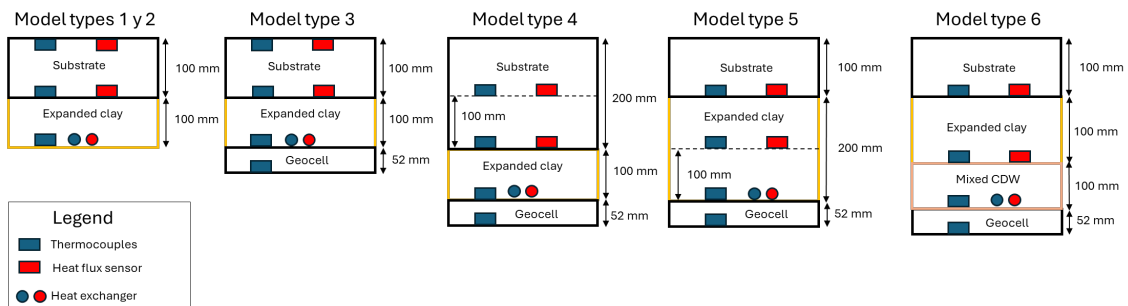 Model types 1 y 2
Substrate
100 mm
Expanded clay
100 mm
Model type 3
Substrate
100 mm
Expanded clay
100 mm
Geocell
52 mm
Model type 4
Substrate
200 mm
100 mm
Expanded clay
100 mm
Geocell
52 mm
Model type 5
Substrate
100 mm
Expanded clay
200 mm
100 mm
Geocell
52 mm
Model type 6
Substrate
100 mm
Expanded clay
100 mm
Mixed CDW
100 mm
Geocell
52 mm
Legend
Thermocouples
Heat flux sensor
Heat exchanger